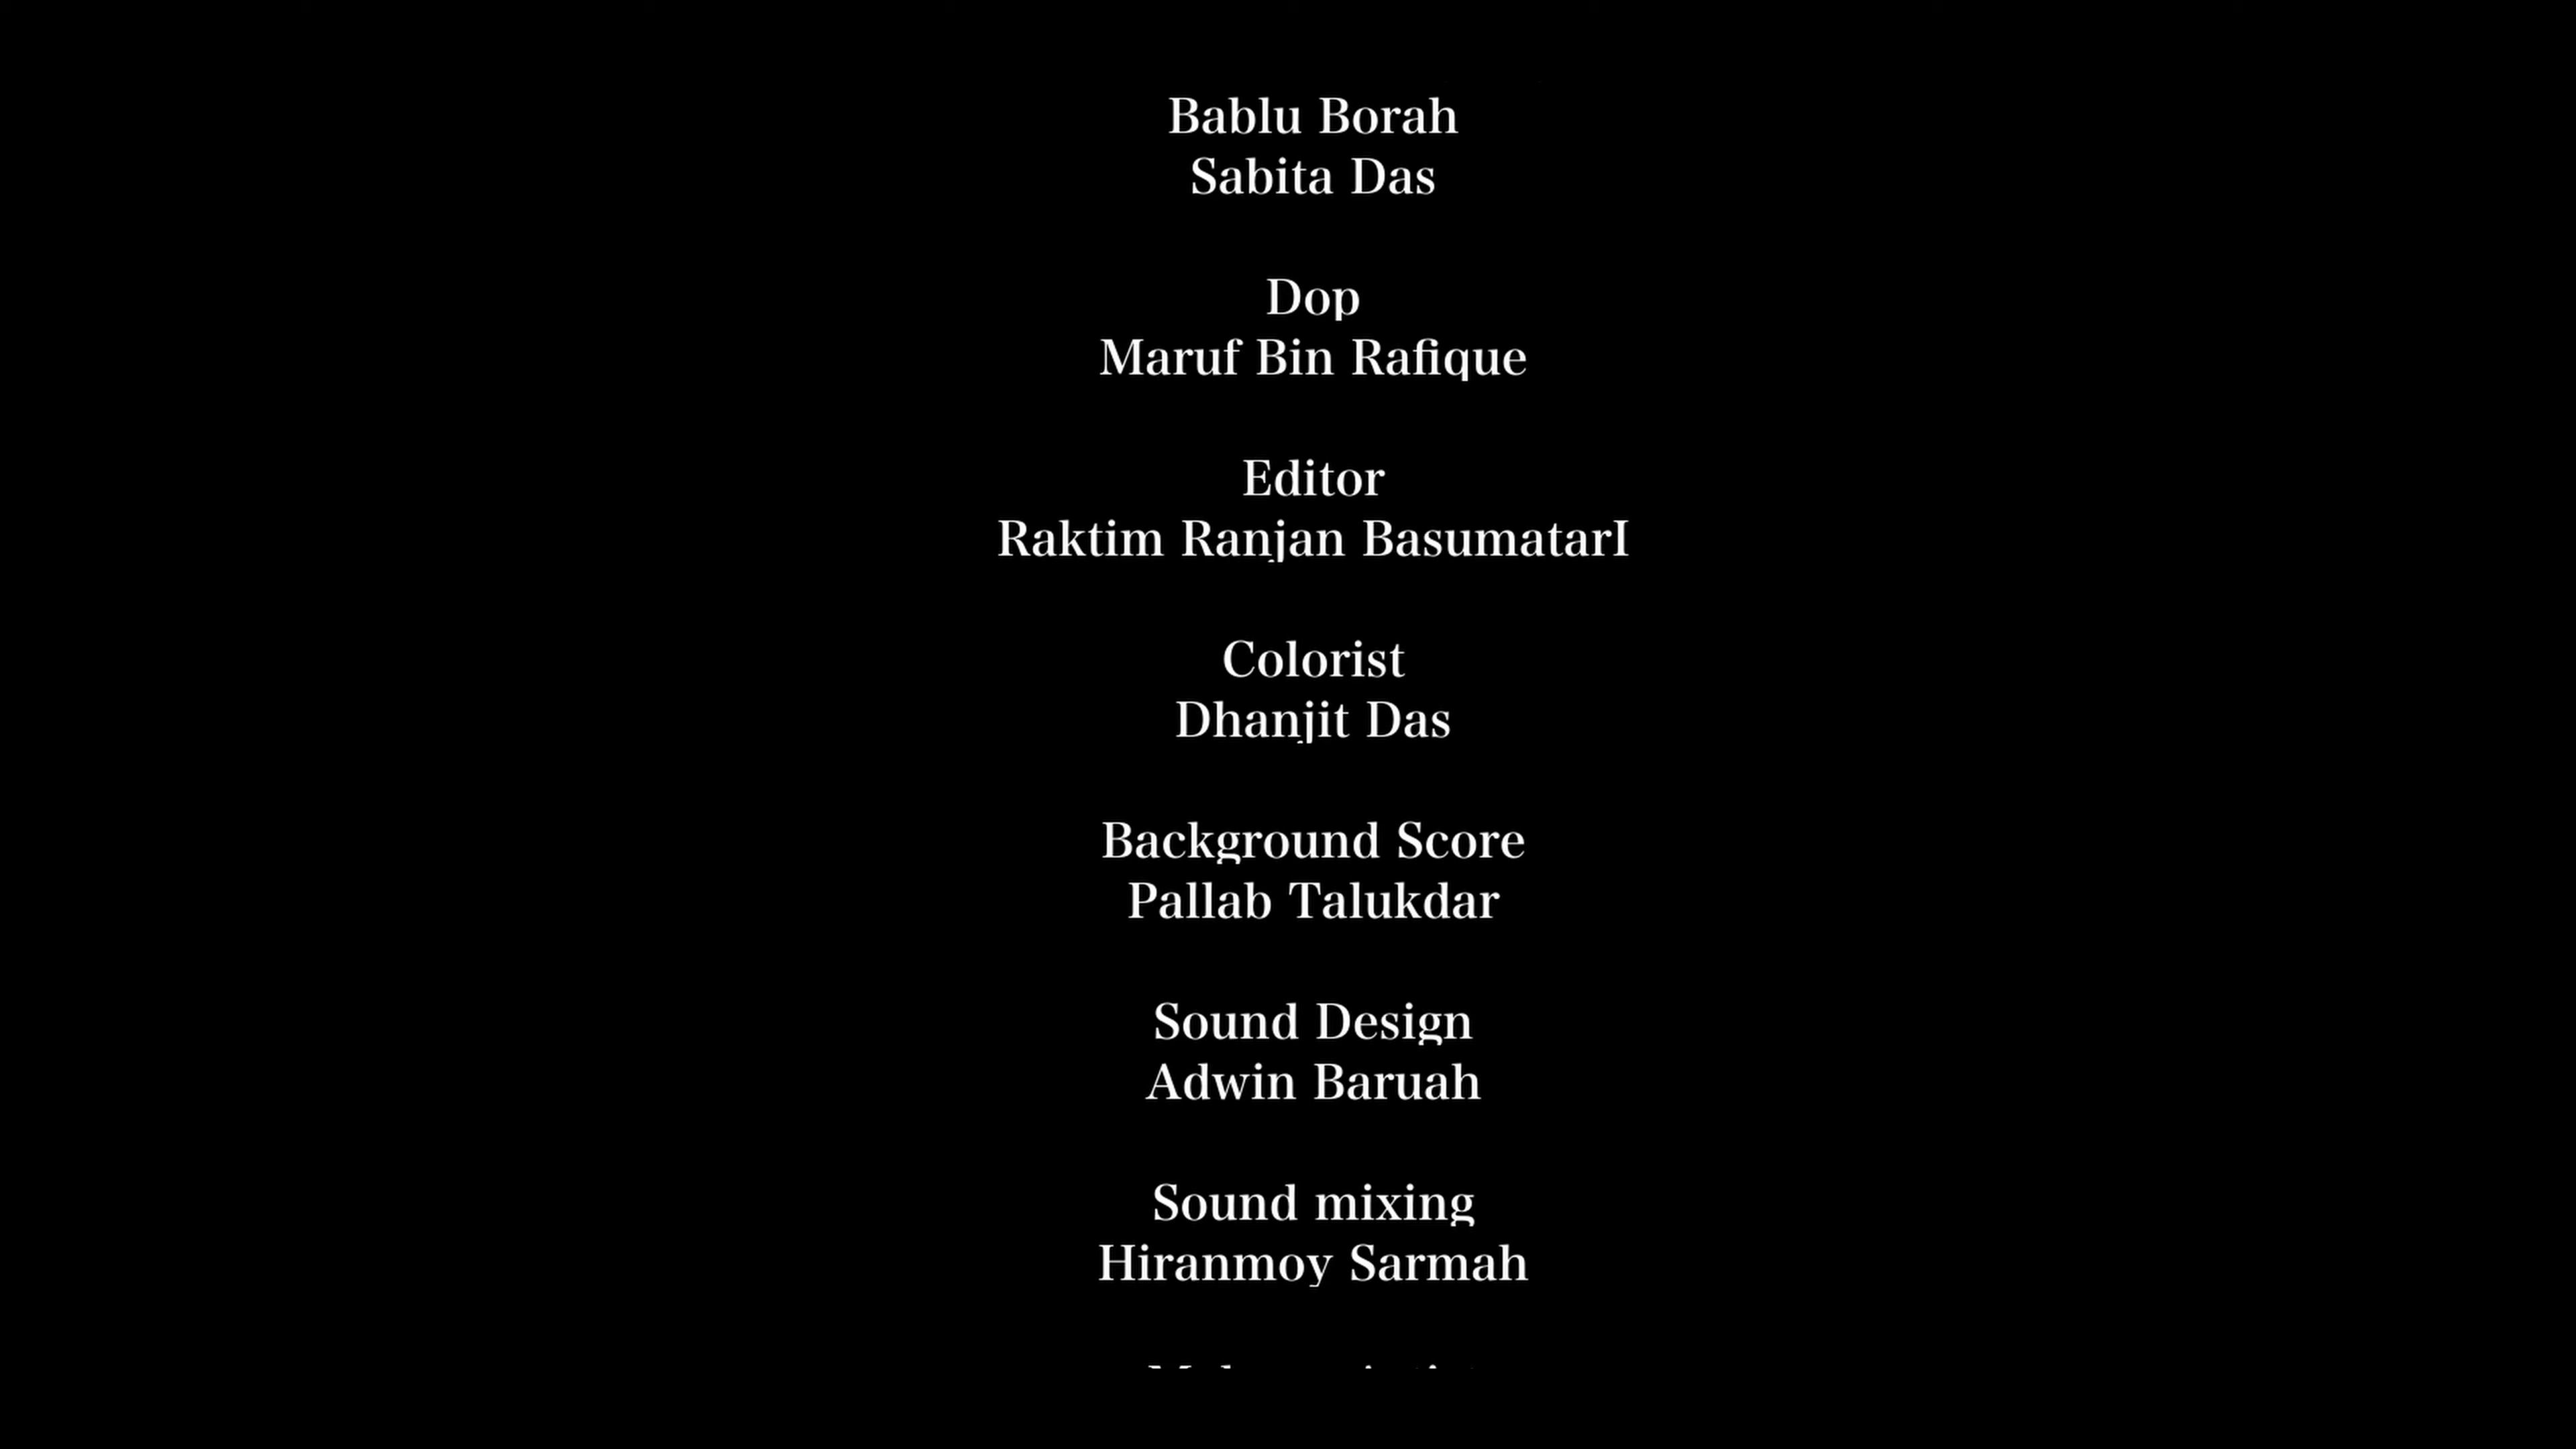 Bablu Borah
Sabita Das
Dop
Maruf Bin Rafique
Editor
Raktim Ranjan BasumatarI
Colorist
Dhanjit Das
Background Score
Pallab Talukdar
Sound Design
Adwin Baruah
Sound mixing
Hiranmoy Sarmah